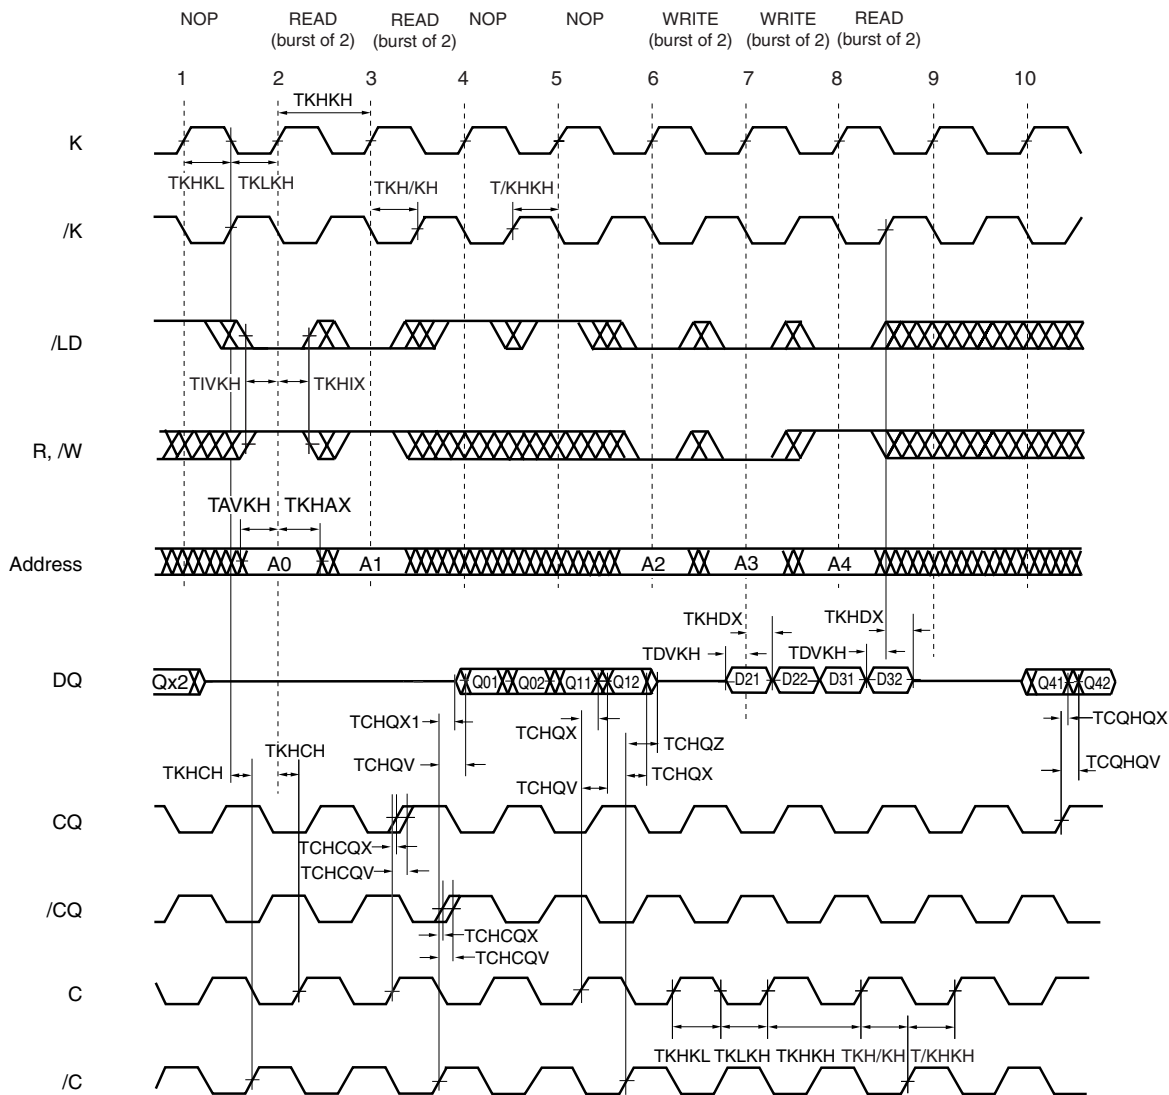 NOP READ READ NOP NOP WRITE WRITE READ
(burst of 2) (burst of 2) (burst of 2) (burst of 2) (burst of 2)
1 2 3 4 5 6 7 8 9 10
TKHKH
K
TKHKL TKLKH
TKH/KH T/KHKH
/K
/LD
TIVKH TKHIX
R, /W
TAVKH TKHAX
Address A0 A1 A2 A3 A4
TKHDX TKHDX
TDVKH TDVKH
DQ Qx2 Q01 Q02 Q11 Q12 D21 D22 D31 D32 Q41 Q42
TCHQX1 TCHQX TCQHQX
TCHQZ
TKHCH
TKHCH TCHQV TCHQX TCQHQV
TCHQV
CQ
TCHCQX
TCHCQV
/CQ
TCHCQX
TCHCQV
C
TKHKL TKLKH TKHKH TKH/KH T/KHKH
/C